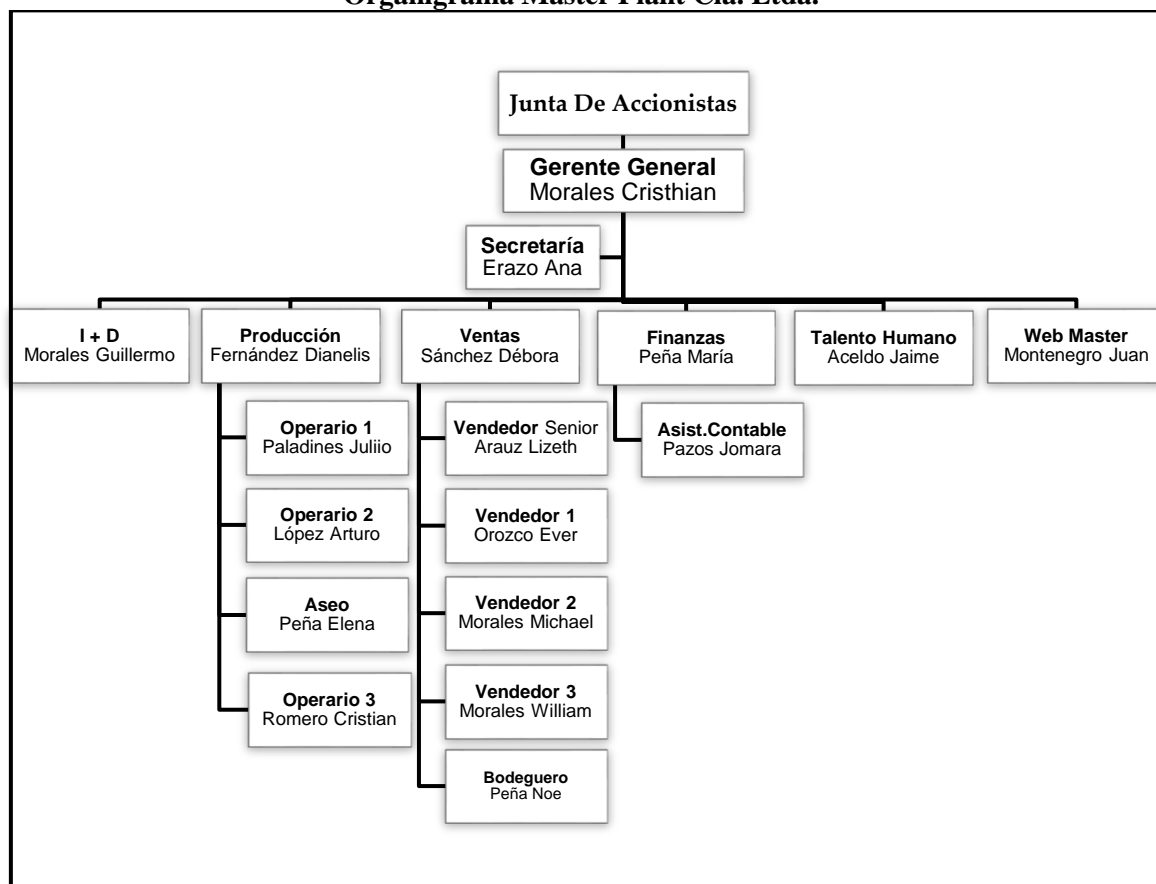 Organigrama Master Plant Cía. Ltda.
Junta De Accionistas
Gerente General
Morales Cristhian
Secretaría
Erazo Ana
I + D
Morales Guillermo
Producción
Fernández Dianelis
Ventas
Sánchez Débora
Finanzas
Peña María
Talento Humano
Aceldo Jaime
Web Master
Montenegro Juan
Operario 1
Paladines Juliio
Operario 2
López Arturo
Aseo
Peña Elena
Operario 3
Romero Cristian
Vendedor Senior
Arauz Lizeth
Vendedor 1
Orozco Ever
Vendedor 2
Morales Michael
Vendedor 3
Morales William
Bodeguero
Peña Noe
Asist.Contable
Pazos Jomara